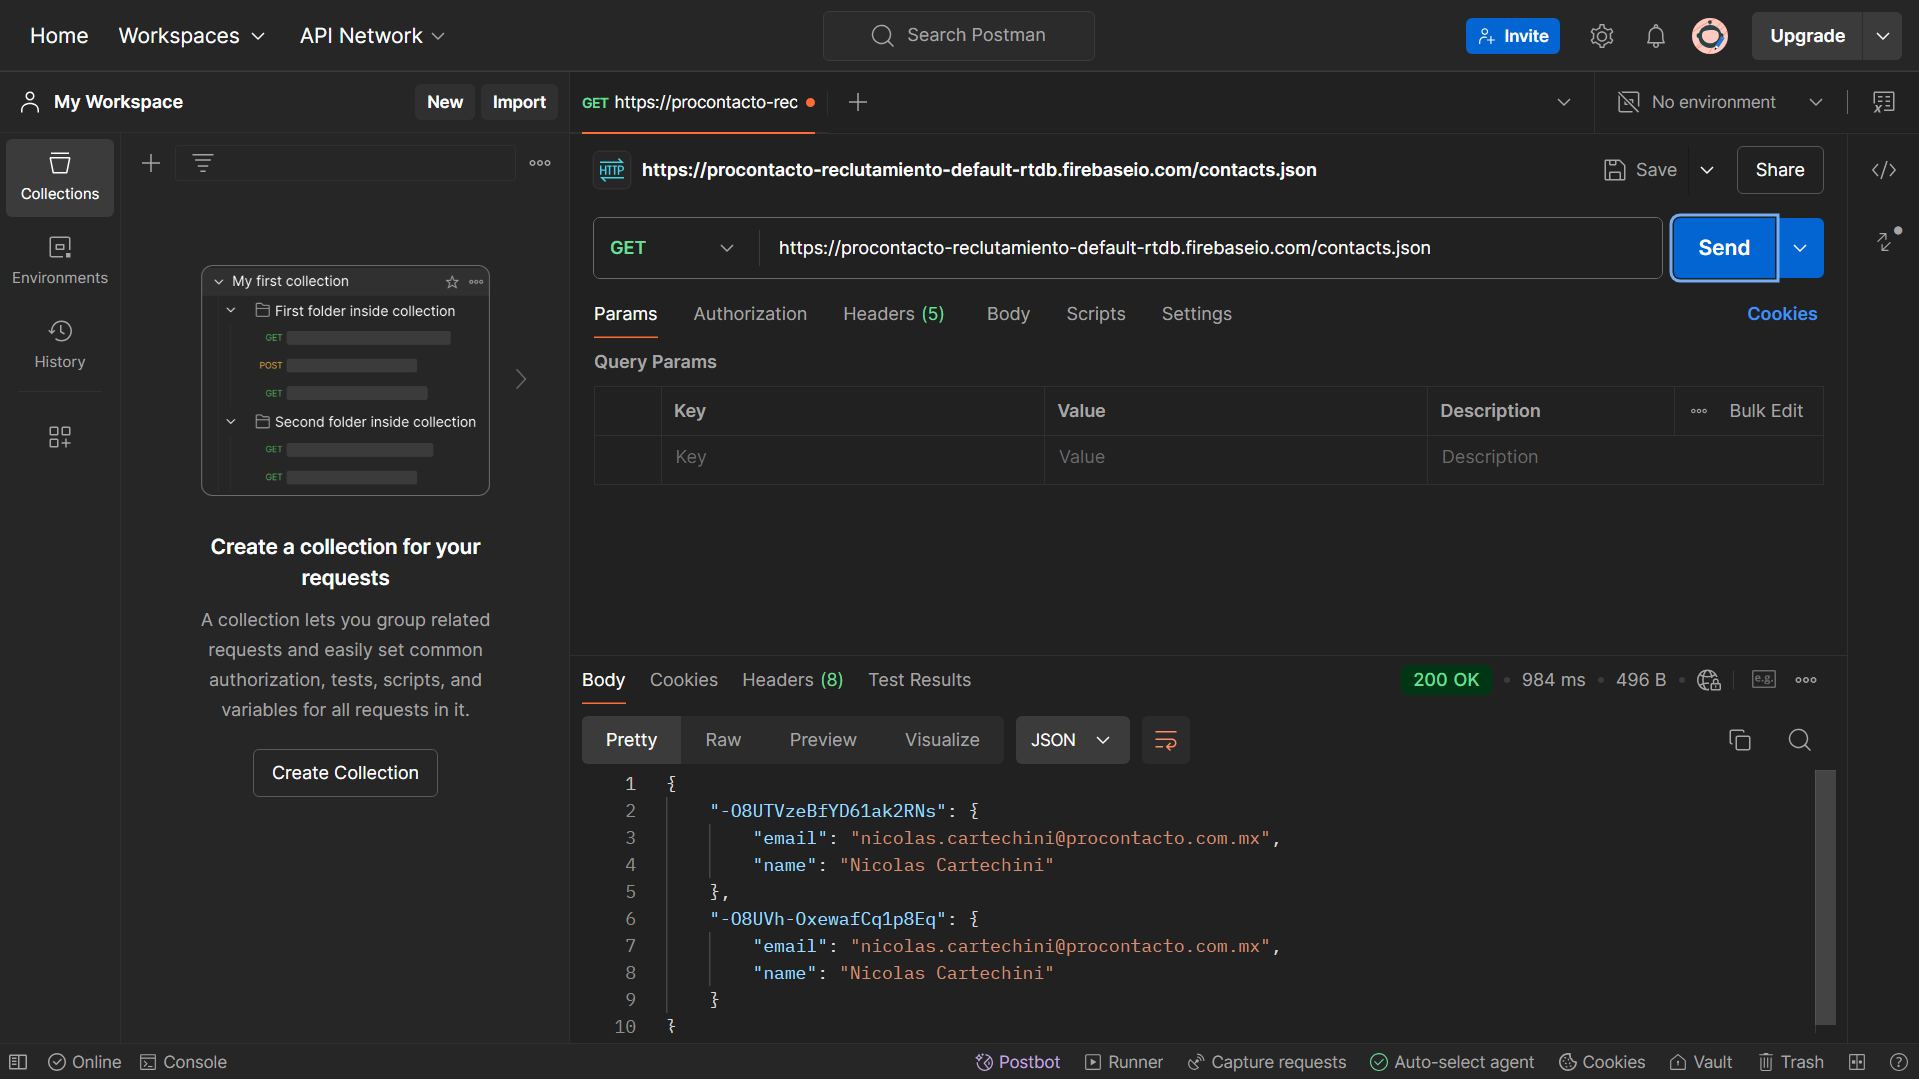 Home Workspaces API Network Search Postman Invite Upgrade
My Workspace New Import GET https://procontacto-rec No environment
Collections
Environments
History
My first collection
First folder inside collection
GET
POST
GET
Second folder inside collection
GET
GET
Create a collection for your
requests
A collection lets you group related
requests and easily set common
authorization, tests, scripts, and
variables for all requests in it.
Create Collection
HTTP https://procontacto-reclutamiento-default-rtdb.firebaseio.com/contacts.json Save Share
GET https://procontacto-reclutamiento-default-rtdb.firebaseio.com/contacts.json Send
Params Authorization Headers (5) Body Scripts Settings Cookies
Query Params
Key Value Description Bulk Edit
Key Value Description
Body Cookies Headers (8) Test Results 200 OK • 984 ms • 496 B • e.g.
Pretty Raw Preview Visualize JSON
1 {
2 "-O8UTVzeBfYD61ak2RNs": {
3 "email": "nicolas.cartechini@procontacto.com.mx",
4 "name": "Nicolas Cartechini"
5 },
6 "-O8UVh-OxewafCq1p8Eq": {
7 "email": "nicolas.cartechini@procontacto.com.mx",
8 "name": "Nicolas Cartechini"
9 }
10 }
Online Console Postbot Runner Capture requests Auto-select agent Cookies Vault Trash